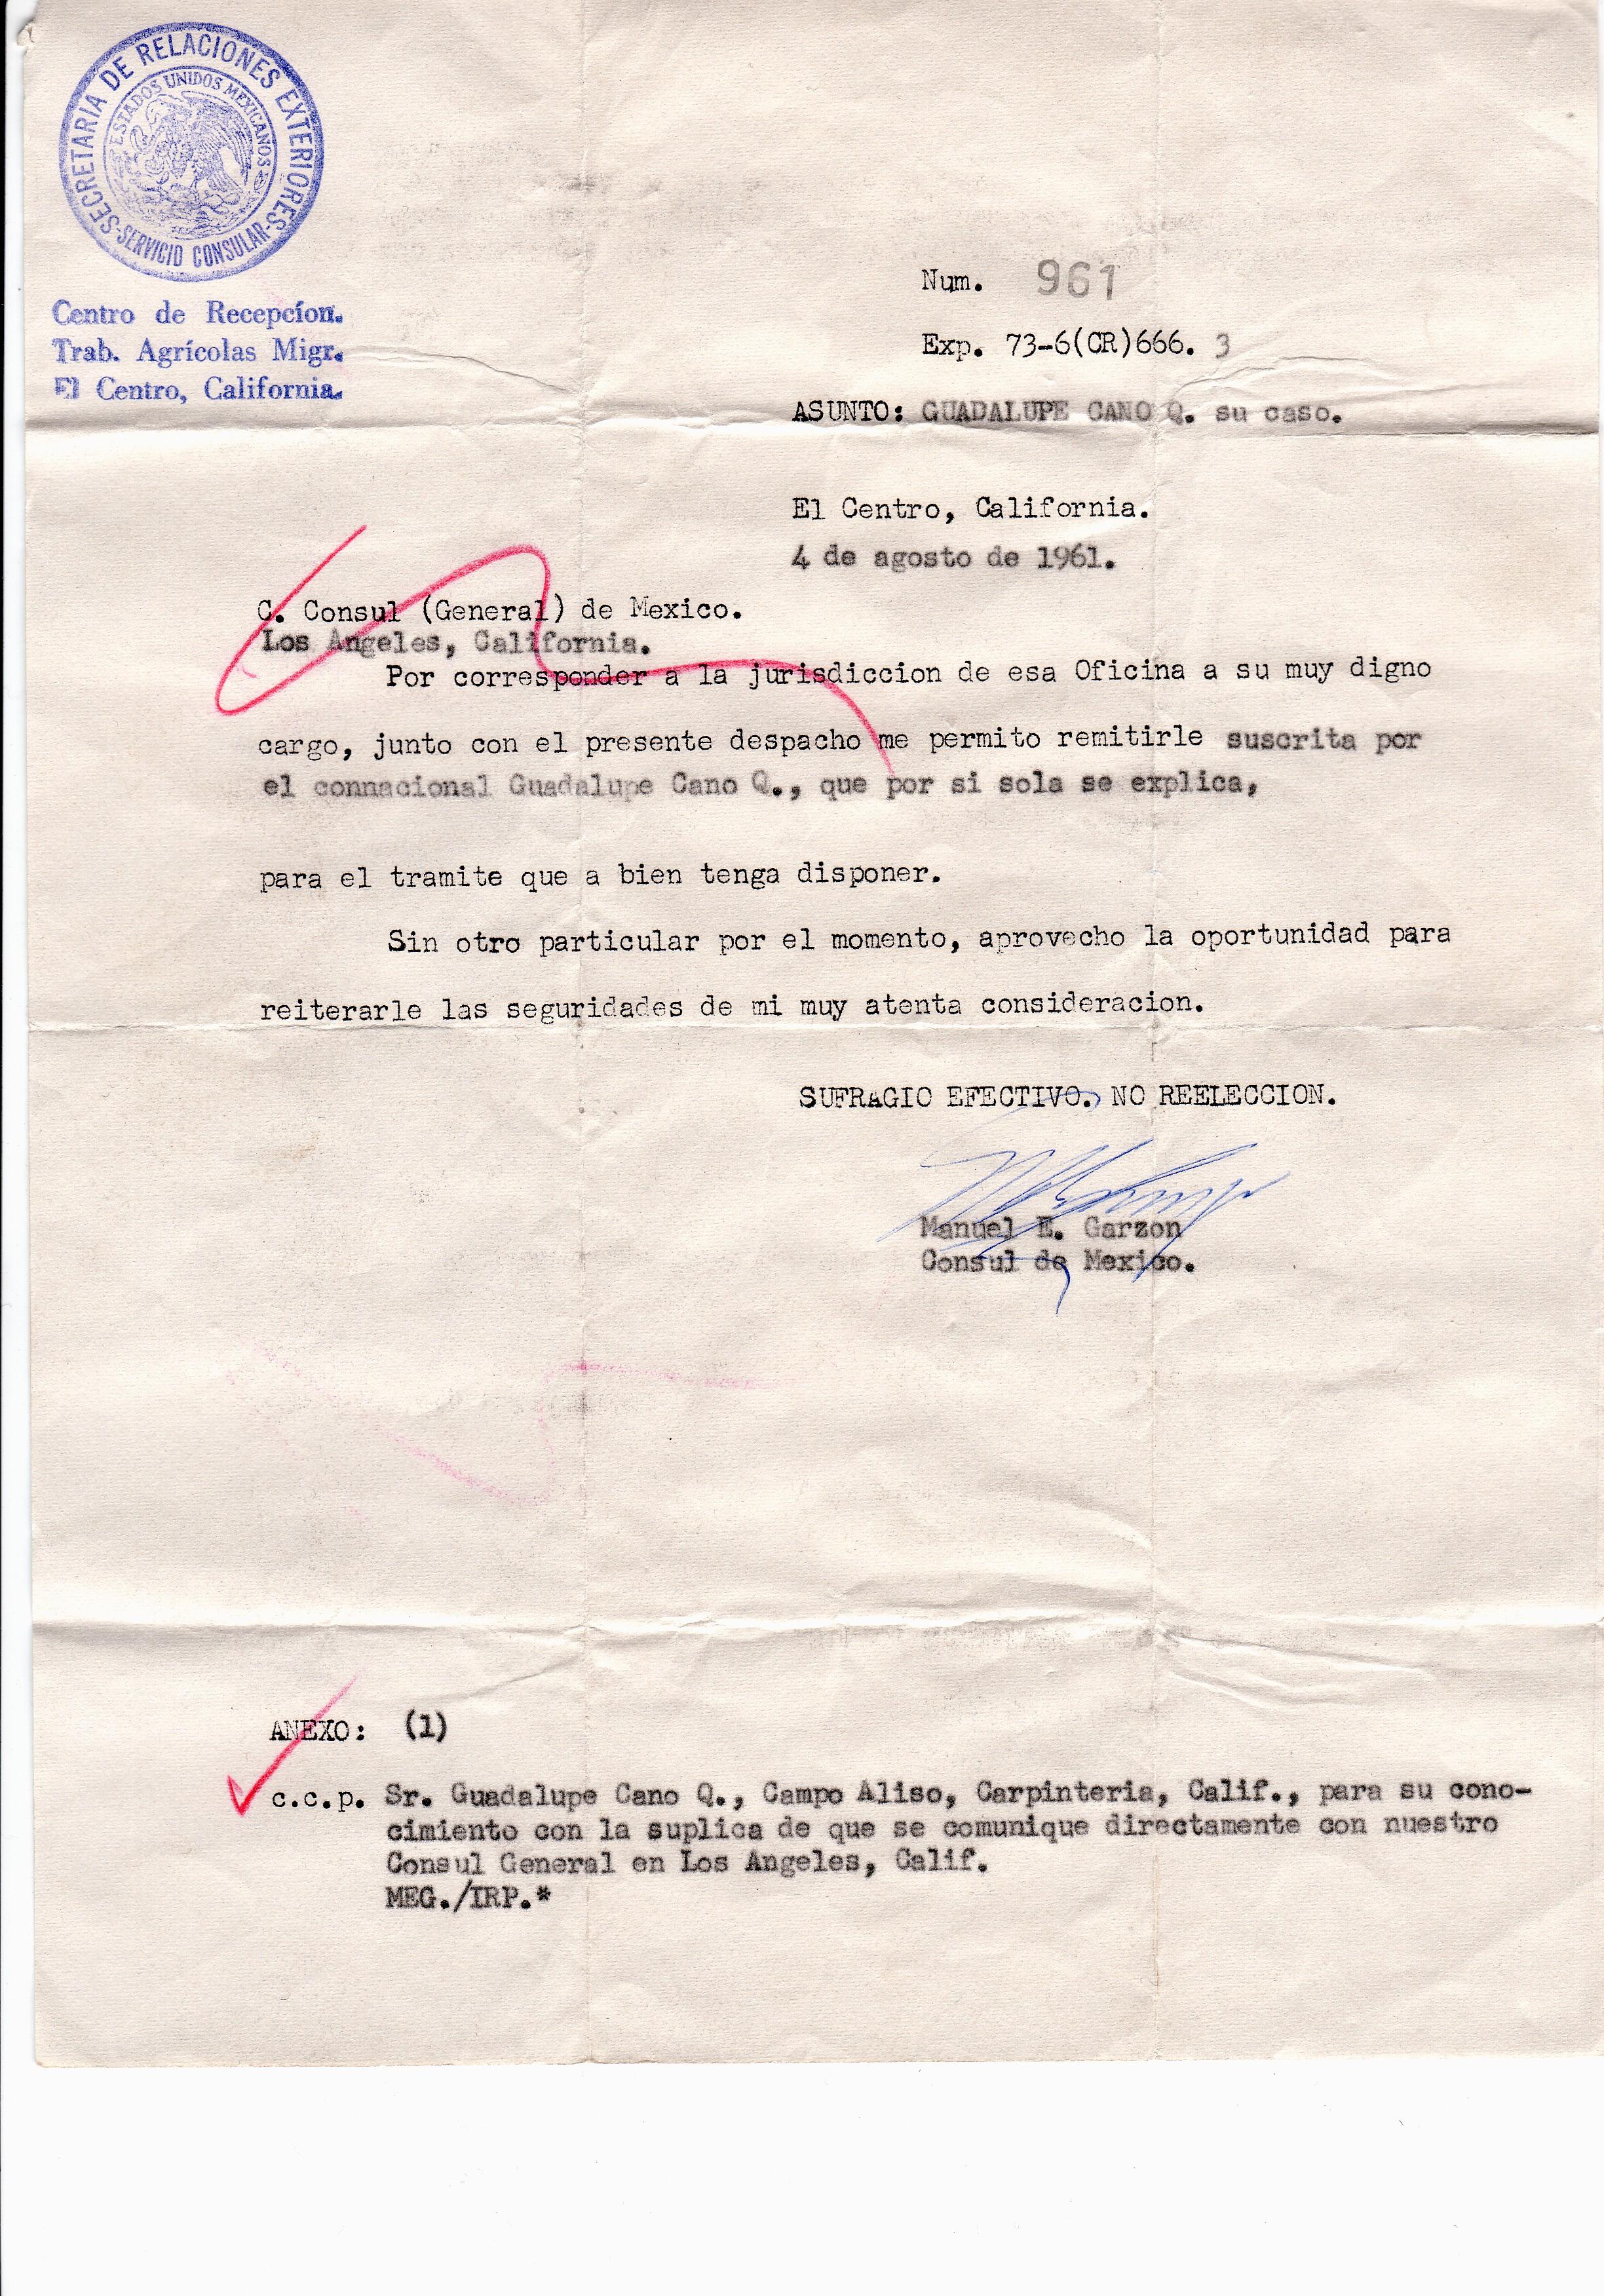 SECRETARIA DE RELACIONES EXTERIORES
-SERVICIO CONSULAR-
ESTADOS UNIDOS MEXICANOS
Centro de Recepcíon.
Trab. Agrícolas Migr.
El Centro, California.
Num. 961
Exp. 73-6(CR)666. 3
ASUNTO: GUADALUPE CANO Q. su caso.
El Centro, California.
4 de agosto de 1961.
C. Consul (General) de Mexico.
Los Angeles, California.
Por corresponder a la jurisdiccion de esa Oficina a su muy digno
cargo, junto con el presente despacho me permito remitirle suscrita por
el connacional Guadalupe Cano Q., que por si sola se explica,
para el tramite que a bien tenga disponer.
Sin otro particular por el momento, aprovecho la oportunidad para
reiterarle las seguridades de mi muy atenta consideracion.
SUFRAGIO EFECTIVO. NO REELECCION.
Manuel E. Garzon
Consul de Mexico.
ANEXO: (1)
c.c.p. Sr. Guadalupe Cano Q., Campo Aliso, Carpinteria, Calif., para su cono-
cimiento con la suplica de que se comunique directamente con nuestro
Consul General en Los Angeles, Calif.
MEG./IRP.*